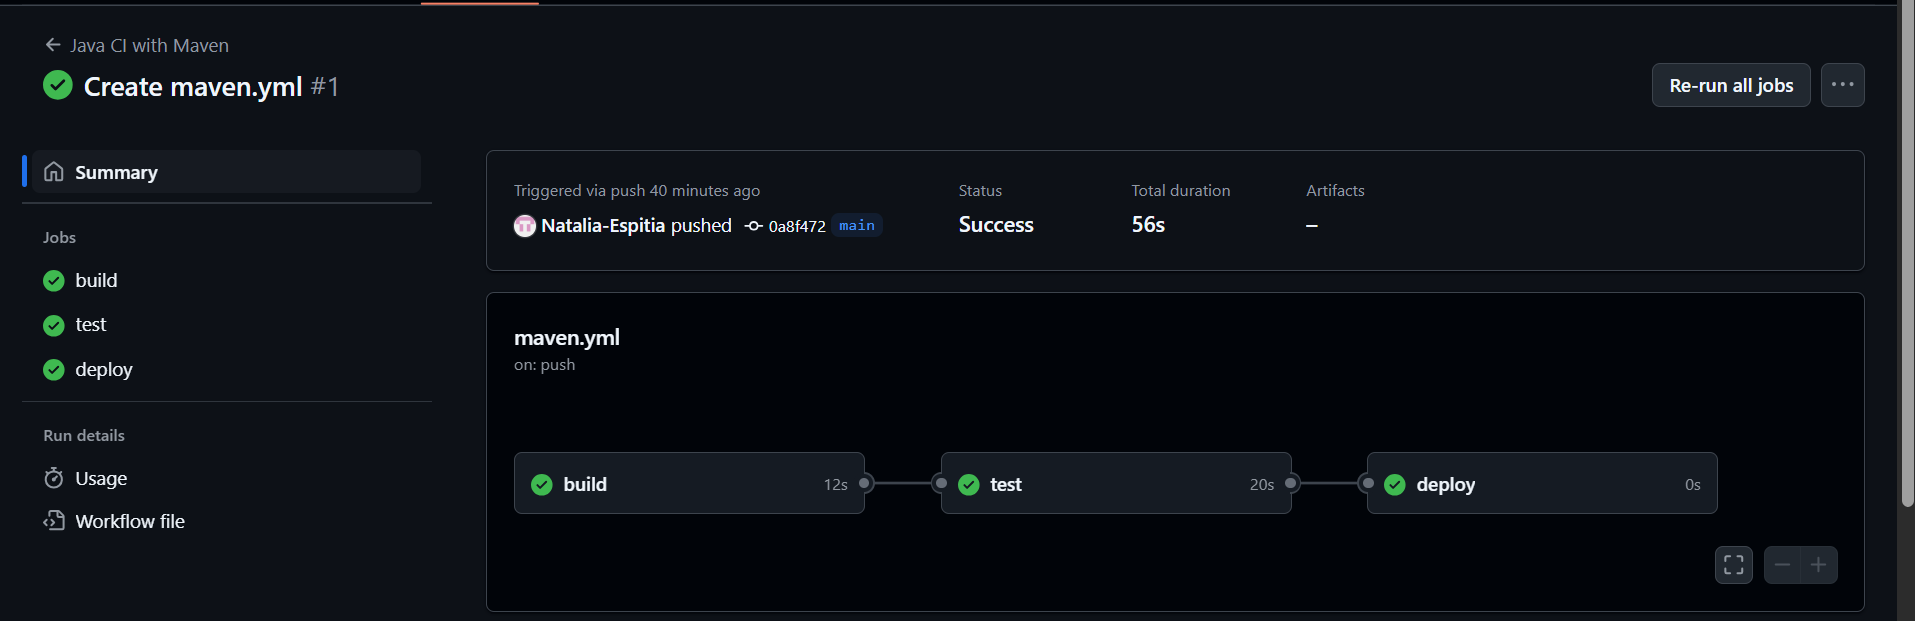 Java CI with Maven
Create maven.yml #1
Re-run all jobs
Summary
Jobs
build
test
deploy
Run details
Usage
Workflow file
Triggered via push 40 minutes ago
Natalia-Espitia pushed 0a8f472 main
Status
Success
Total duration
56s
Artifacts
–
maven.yml
on: push
build 12s
test 20s
deploy 0s